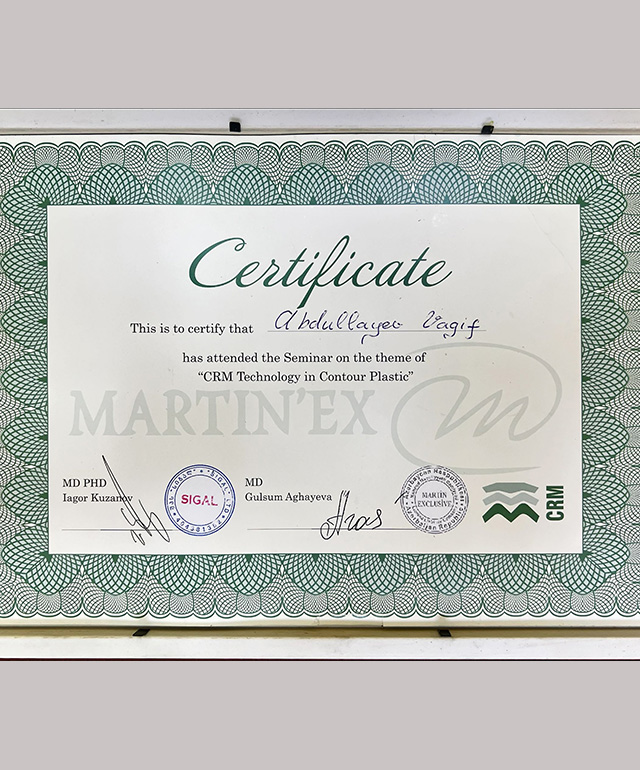 Certificate
This is to certify that Abdullayev Vagif
has attended the Seminar on the theme of
“CRM Technology in Contour Plastic”
MARTIN’EX
MD PHD
Iagor Kuzanov
SIGAL
MD
Gulsum Aghayeva
MARTIN
EXCLUSIVE
CRM